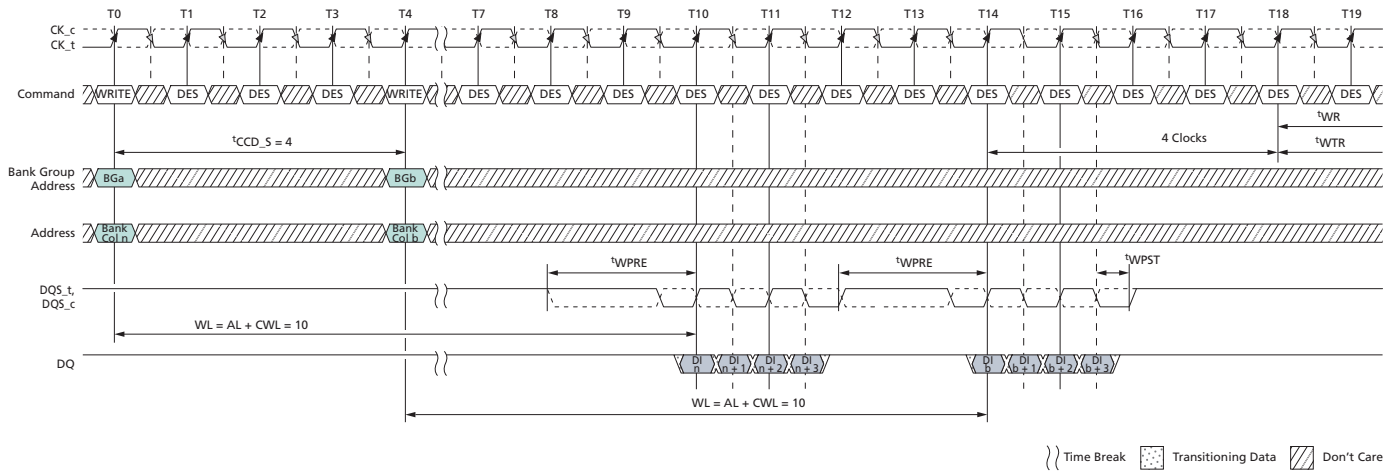 T0 T1 T2 T3 T4 T7 T8 T9 T10 T11 T12 T13 T14 T15 T16 T17 T18 T19
CK_c
CK_t
Command WRITE DES DES DES WRITE DES DES DES DES DES DES DES DES DES DES DES DES DES
tWR
tCCD_S = 4
4 Clocks
tWTR
Bank Group
Address
BGa BGb
Address
Bank
Col n
Bank
Col b
tWPRE tWPRE tWPST
DQS_t,
DQS_c
WL = AL + CWL = 10
DQ
DI
n
DI
n + 1
DI
n + 2
DI
n + 3
DI
b
DI
b + 1
DI
b + 2
DI
b + 3
WL = AL + CWL = 10
Time Break Transitioning Data Don't Care